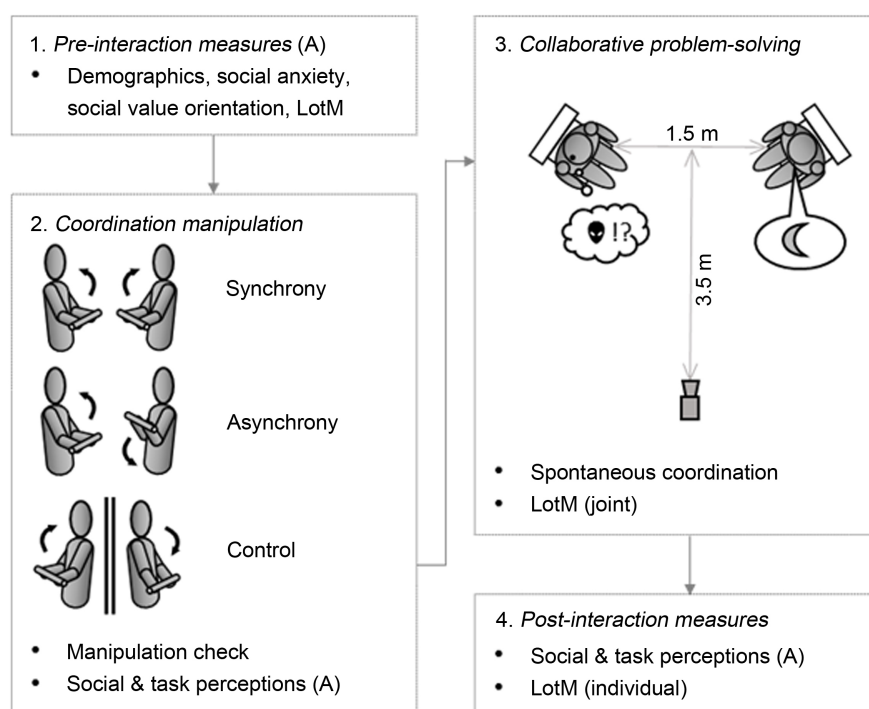 1. Pre-interaction measures (A)
• Demographics, social anxiety,
social value orientation, LotM
2. Coordination manipulation
Synchrony
Asynchrony
Control
• Manipulation check
• Social & task perceptions (A)
3. Collaborative problem-solving
1.5 m
!?
3.5 m
• Spontaneous coordination
• LotM (joint)
4. Post-interaction measures
• Social & task perceptions (A)
• LotM (individual)